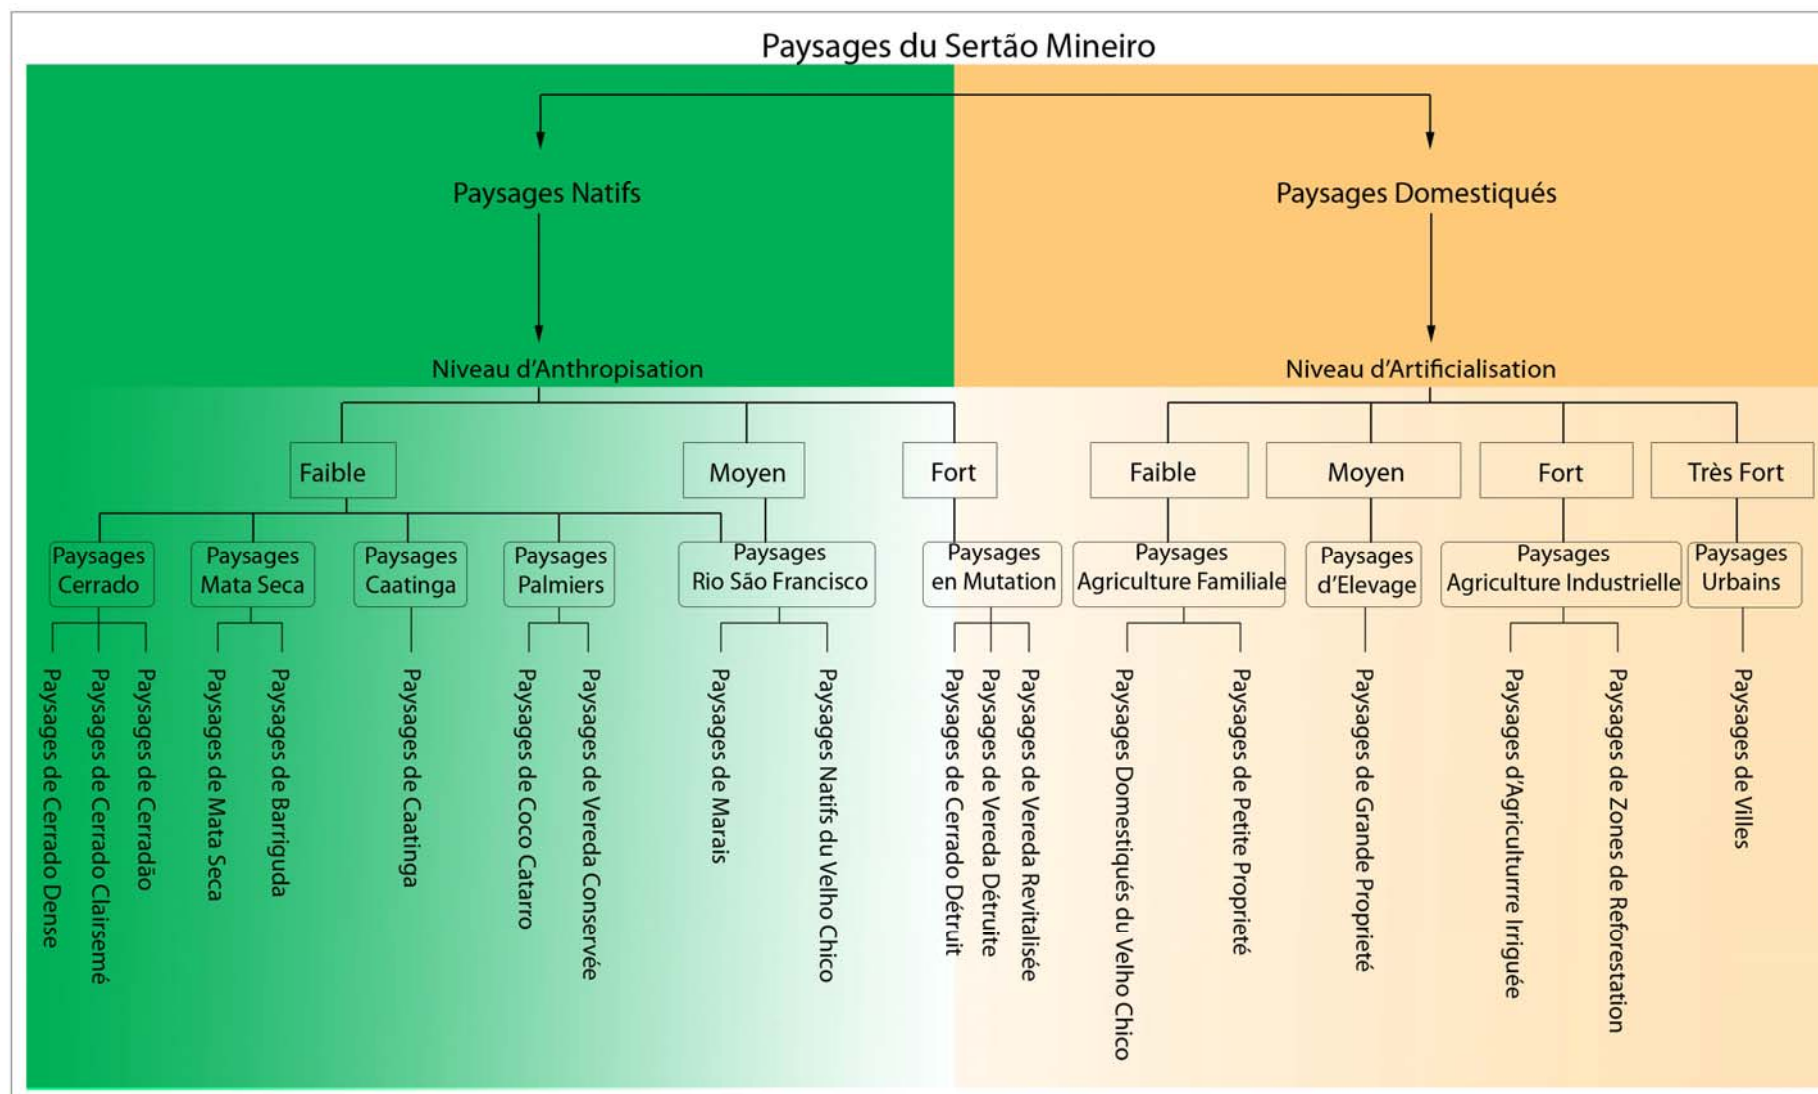 Paysages du Sertão Mineiro
Paysages Natifs
Paysages Domestiqués
Niveau d'Anthropisation
Niveau d'Artificialisation
Faible
Moyen
Fort
Faible
Moyen
Fort
Très Fort
Paysages
Cerrado
Paysages
Mata Seca
Paysages
Caatinga
Paysages
Palmiers
Paysages
Rio São Francisco
Paysages
en Mutation
Paysages
Agriculture Familiale
Paysages
d'Elevage
Paysages
Agriculture Industrielle
Paysages
Urbains
Paysages de Cerrado Dense
Paysages de Cerrado Clairsemé
Paysages de Cerradão
Paysages de Mata Seca
Paysages de Barriguda
Paysages de Caatinga
Paysages de Coco Catarro
Paysages de Vereda Conservée
Paysages de Marais
Paysages Natifs du Velho Chico
Paysages de Cerrado Détruit
Paysages de Vereda Détruite
Paysages de Vereda Revitalisée
Paysages Domestiqués du Velho Chico
Paysages de Petite Proprieté
Paysages de Grande Proprieté
Paysages d'Agriculturrre Irriguée
Paysages de Zones de Reforestation
Paysages de Villes